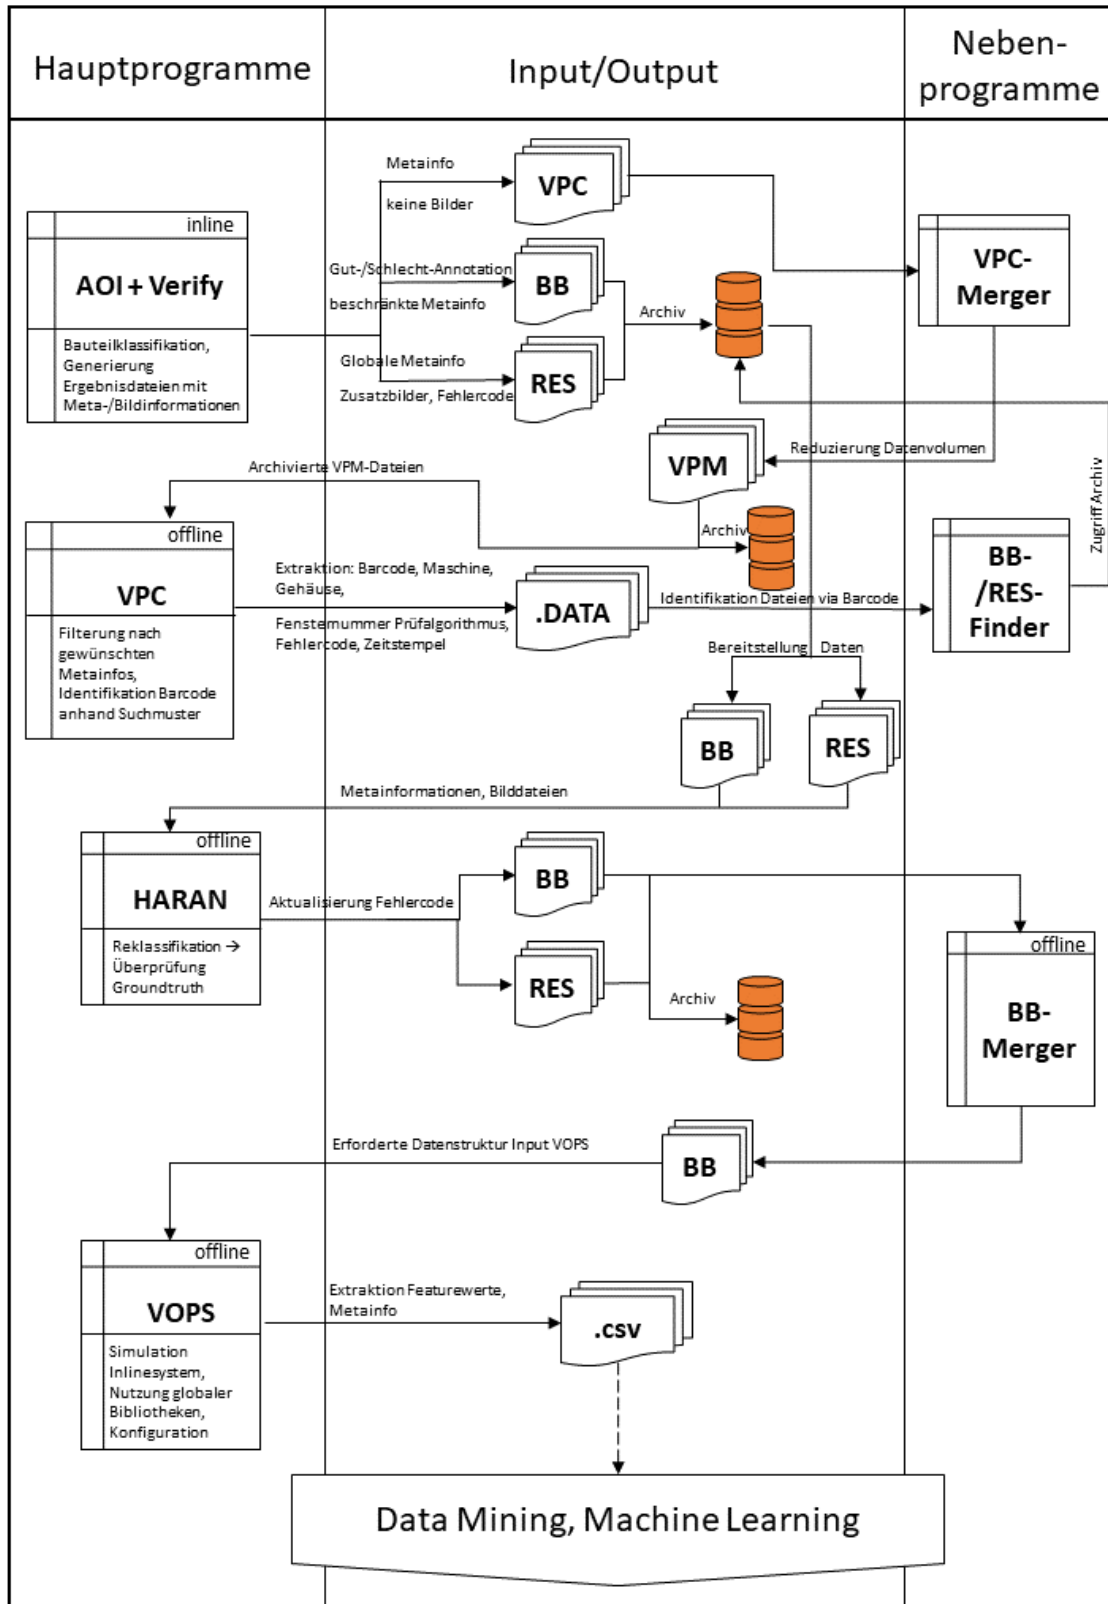 Hauptprogramme
Input/Output
Neben-
programme
Metainfo
keine Bilder
VPC
inline
AOI + Verify
Bauteilklassifikation,
Generierung
Ergebnisdateien mit
Meta-/Bildinformationen
Gut-/Schlecht-Annotation
beschränkte Metainfo
BB
Archiv
VPC-
Merger
Globale Metainfo
Zusatzbilder, Fehlercode
RES
VPM
Reduzierung Datenvolumen
Zugriff Archiv
Archivierte VPM-Dateien
Archiv
offline
VPC
Filterung nach
gewünschten
Metainfos,
Identifikation Barcode
anhand Suchmuster
Extraktion: Barcode, Maschine,
Gehäuse,
Fensternummer Prüfalgorithmus,
Fehlercode, Zeitstempel
.DATA
Identifikation Dateien via Barcode
BB-
/RES-
Finder
Bereitstellung Daten
BB
RES
Metainformationen, Bilddateien
offline
HARAN
Reklassifikation →
Überprüfung
Groundtruth
Aktualisierung Fehlercode
BB
RES
Archiv
offline
BB-
Merger
Erforderte Datenstruktur Input VOPS
BB
offline
VOPS
Simulation
Inlinesystem,
Nutzung globaler
Bibliotheken,
Konfiguration
Extraktion Featurewerte,
Metainfo
.csv
Data Mining, Machine Learning